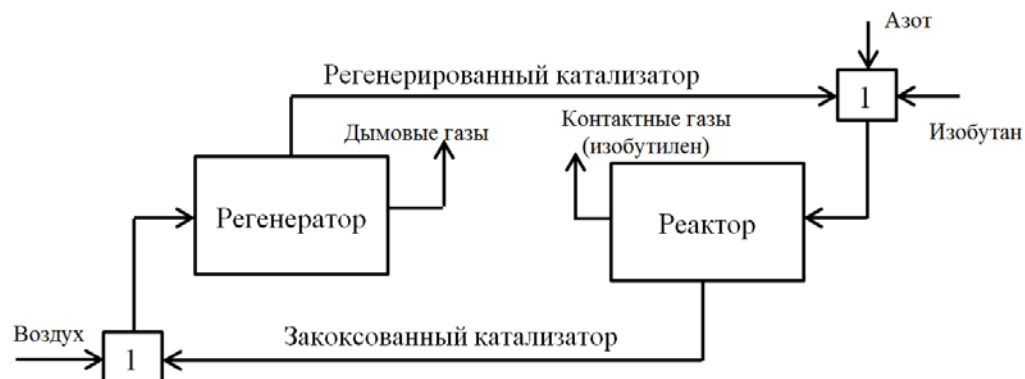 Азот
Регенерированный катализатор
1
Изобутан
Дымовые газы
Контактные газы
(изобутилен)
Регенератор
Реактор
Воздух
Закоксованный катализатор
1